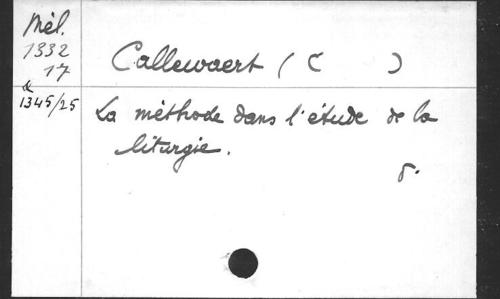 Mél.
1332
17
&
1345/25
Callewaert ( C )
La méthode dans l'étude de la
liturgie.
8.